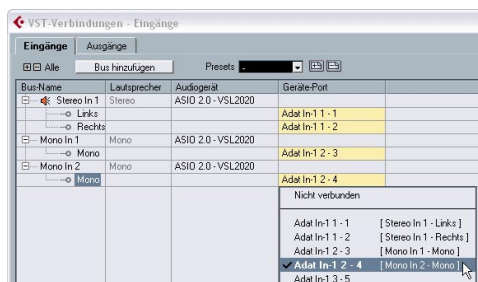 VST-Verbindungen - Eingänge
Eingänge Ausgänge
Alle Bus hinzufügen Presets -
Bus-Name Lautsprecher Audiogerät Geräte-Port
Stereo In 1 Stereo ASIO 2.0 - VSL2020
Links Adat In-1 1 - 1
Rechts Adat In-1 1 - 2
Mono In 1 Mono ASIO 2.0 - VSL2020
Mono Adat In-1 2 - 3
Mono In 2 Mono ASIO 2.0 - VSL2020
Mono Adat In-1 2 - 4
Nicht verbunden
Adat In-1 1 - 1 [ Stereo In 1 - Links ]
Adat In-1 1 - 2 [ Stereo In 1 - Rechts ]
Adat In-1 2 - 3 [ Mono In 1 - Mono ]
Adat In-1 2 - 4 [ Mono In 2 - Mono ]
Adat In-1 3 - 5